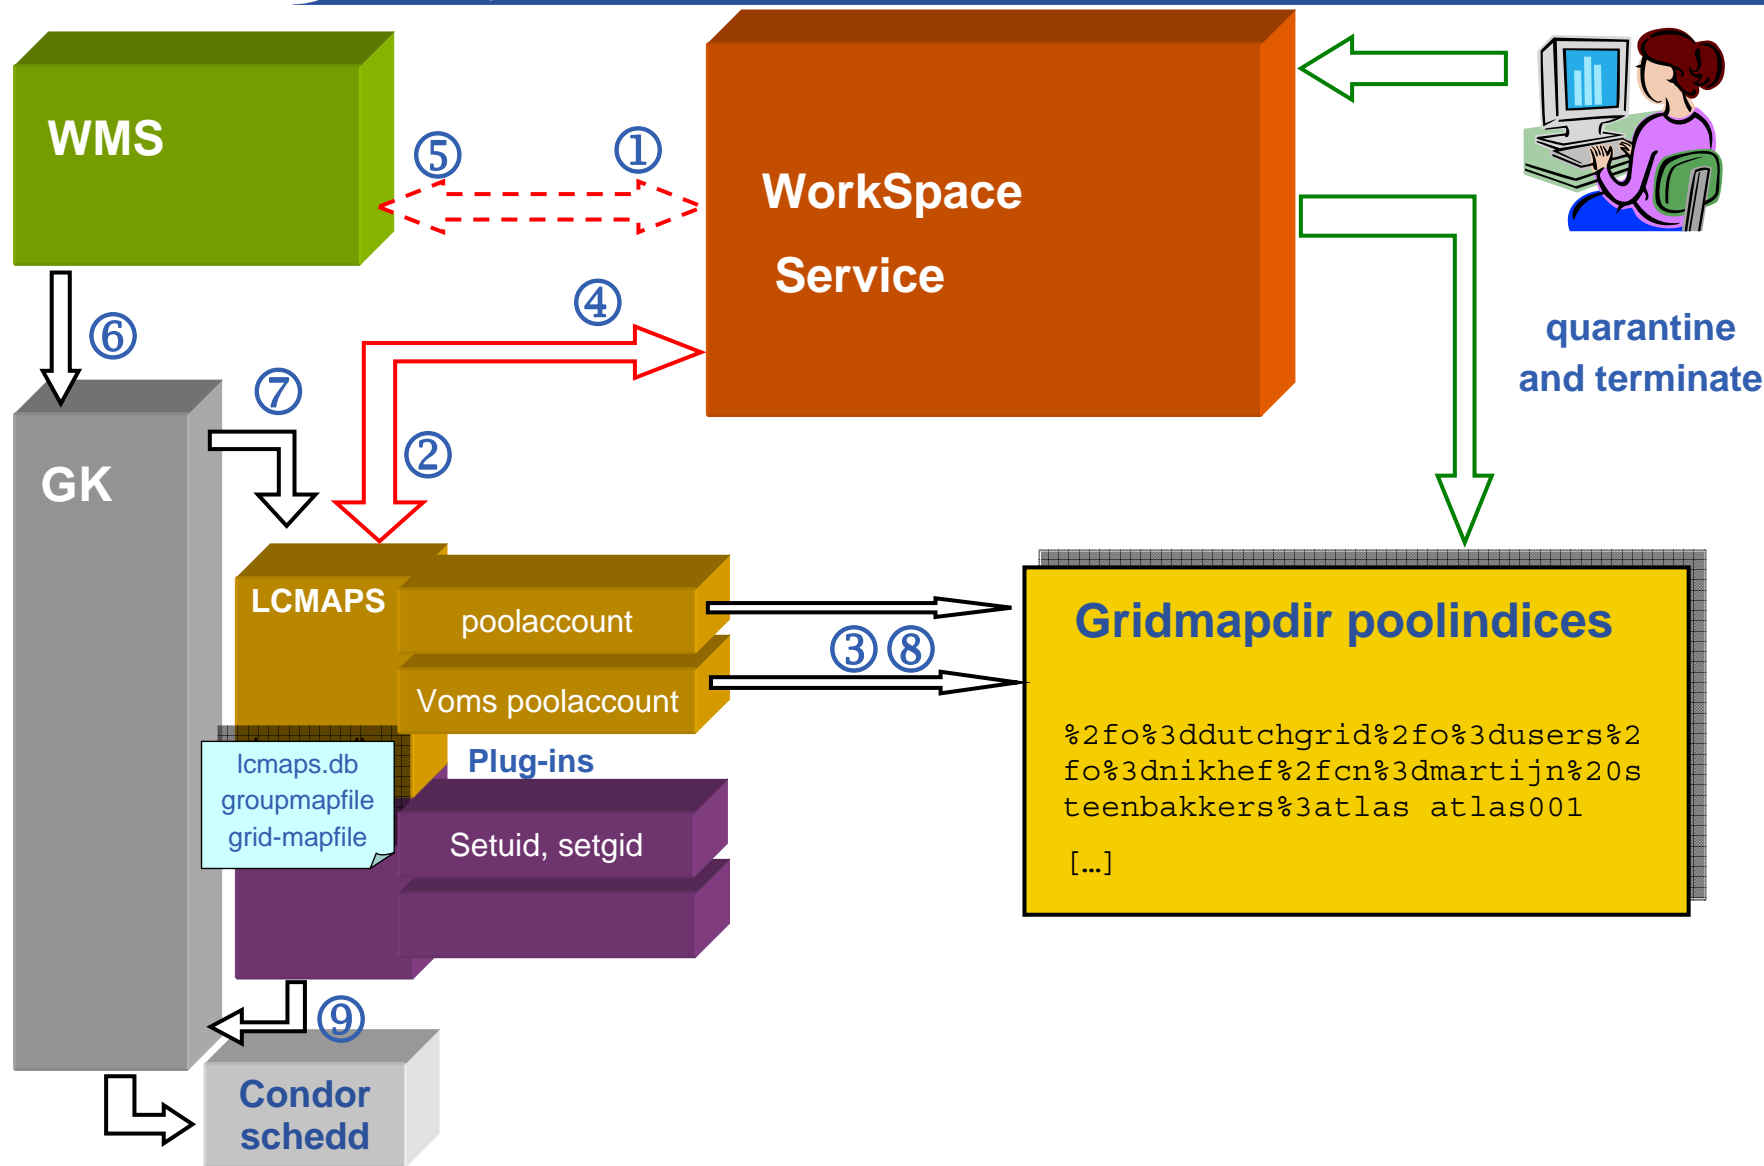 WMS
⑤
①
WorkSpace
Service
④
quarantine
and terminate
⑥
⑦
②
GK
LCMAPS
poolaccount
③ ⑧
Voms poolaccount
Gridmapdir poolindices
%2fo%3ddutchgrid%2fo%3dusers%2
fo%3dnikhef%2fcn%3dmartijn%20s
teenbakkers%3atlas atlas001
[…]
Plug-ins
lcmaps.db
groupmapfile
grid-mapfile
Setuid, setgid
⑨
Condor
schedd